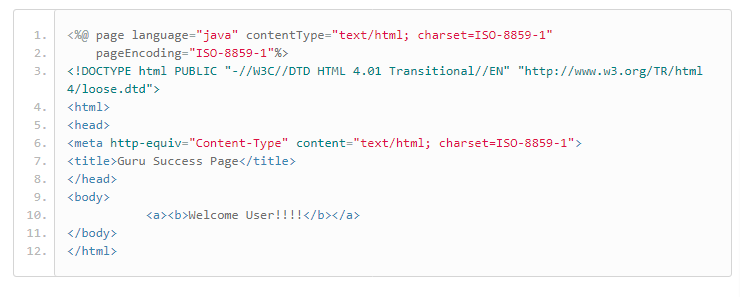 1. <%@ page language="java" contentType="text/html; charset=ISO-8859-1"
2. pageEncoding="ISO-8859-1"%>
3. <!DOCTYPE html PUBLIC "-//W3C//DTD HTML 4.01 Transitional//EN" "http://www.w3.org/TR/html
4/loose.dtd">
4. <html>
5. <head>
6. <meta http-equiv="Content-Type" content="text/html; charset=ISO-8859-1">
7. <title>Guru Success Page</title>
8. </head>
9. <body>
10. <a><b>Welcome User!!!!</b></a>
11. </body>
12. </html>